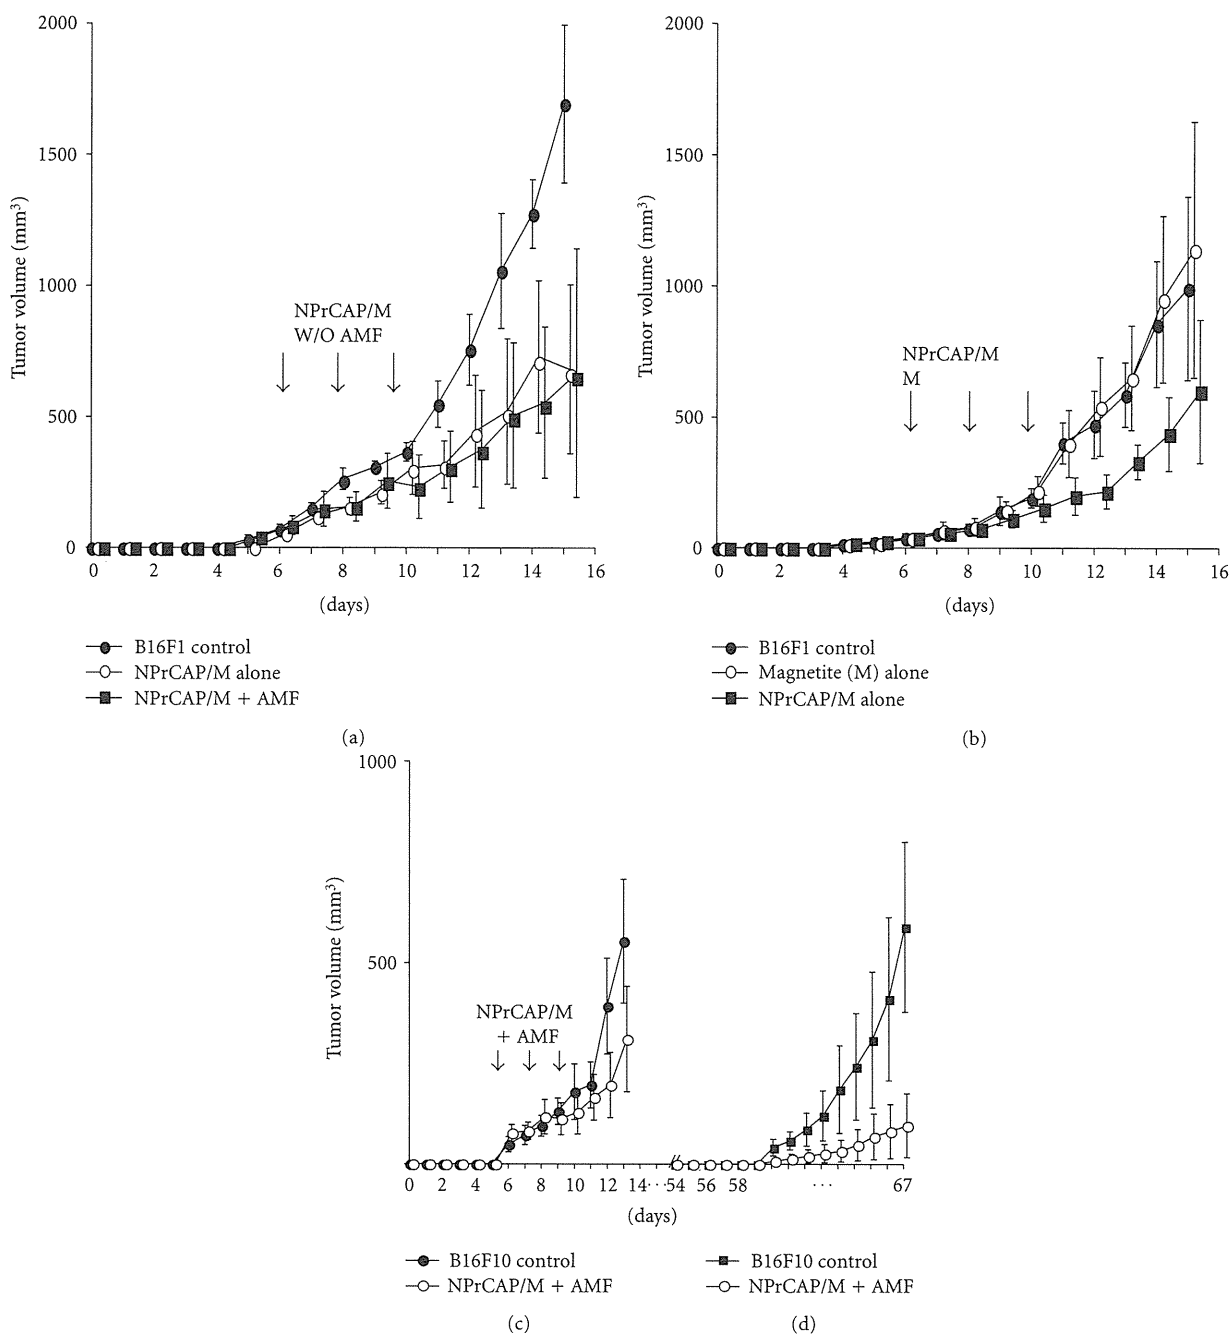 2000
1500
1000
500
0
Tumor volume (mm³)
NPrCAP/M
W/O AMF
0 2 4 6 8 10 12 14 16
(days)
B16F1 control
NPrCAP/M alone
NPrCAP/M + AMF
(a)
2000
1500
1000
500
0
Tumor volume (mm³)
NPrCAP/M
M
0 2 4 6 8 10 12 14 16
(days)
B16F1 control
Magnetite (M) alone
NPrCAP/M alone
(b)
1000
500
Tumor volume (mm³)
NPrCAP/M
+ AMF
0 2 4 6 8 10 12 14 ··· 54 56 58 ··· 67
(days)
B16F10 control
NPrCAP/M + AMF
(c)
B16F10 control
NPrCAP/M + AMF
(d)